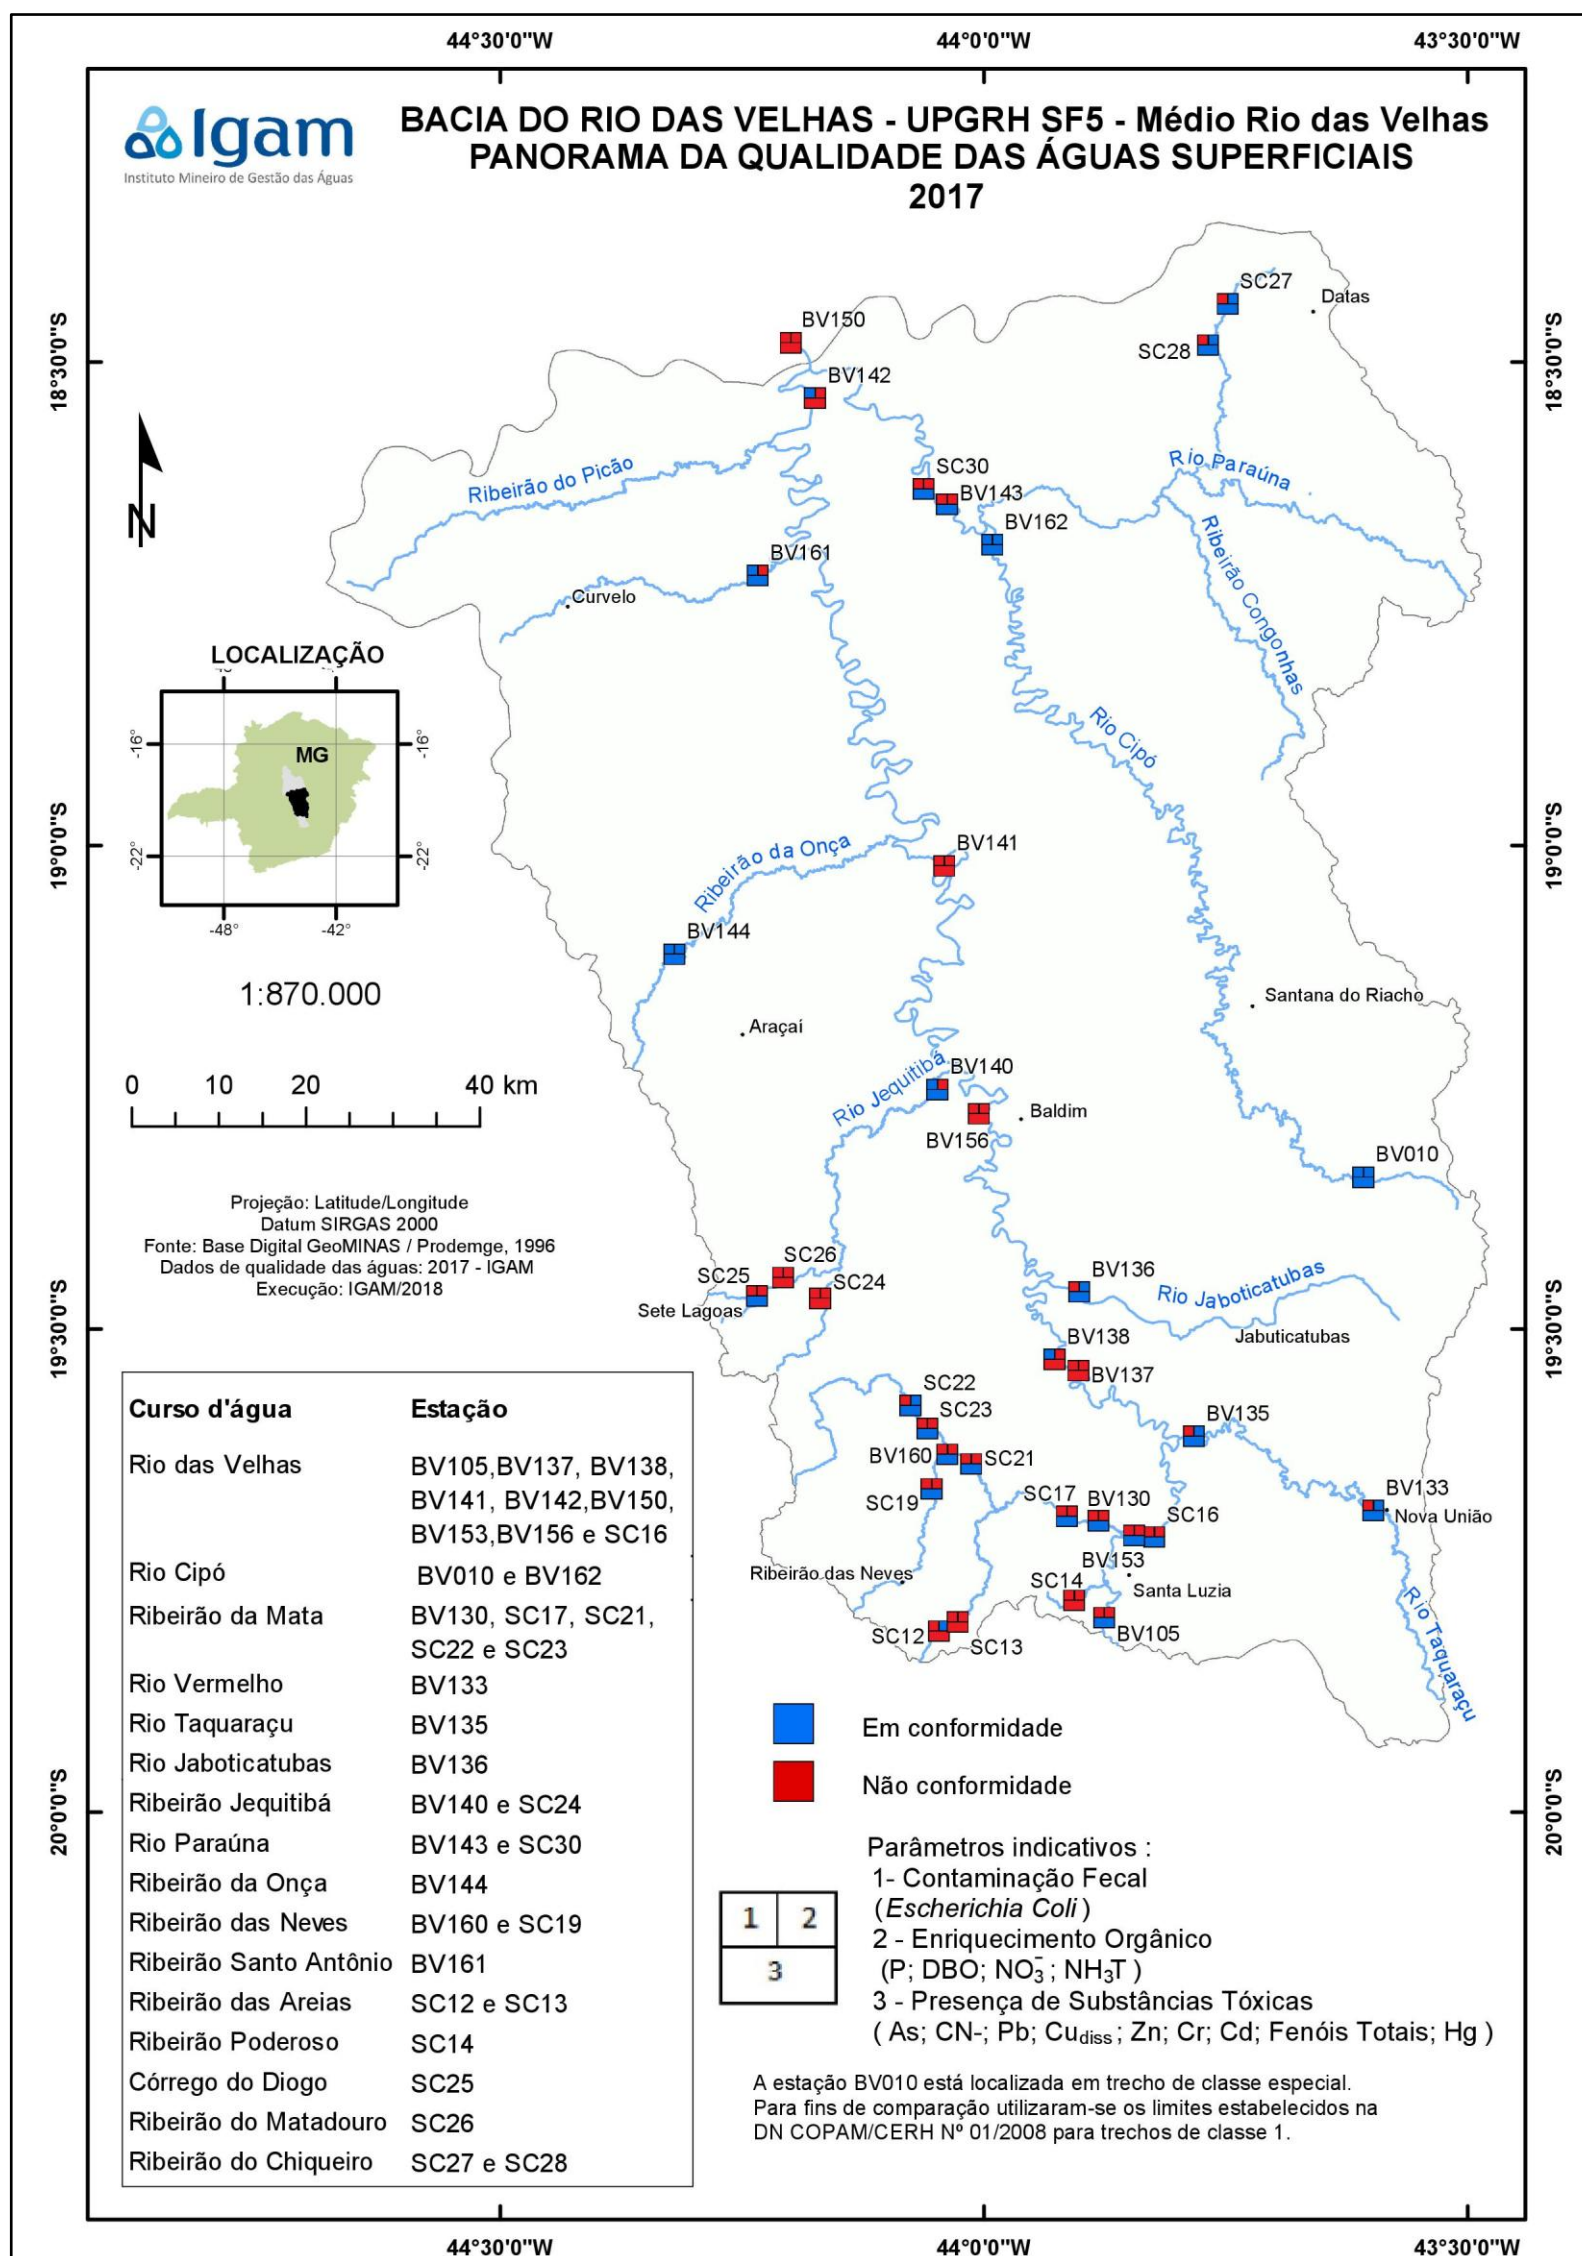 44°30'0"W 44°0'0"W 43°30'0"W
Igam
Instituto Mineiro de Gestão das Águas
BACIA DO RIO DAS VELHAS - UPGRH SF5 - Médio Rio das Velhas
PANORAMA DA QUALIDADE DAS ÁGUAS SUPERFICIAIS
2017
SC27
Datas
BV150
SC28
18°30'0"S
18°30'0"S
BV142
N
Ribeirão do Picão
SC30
Rio Paraúna
BV143
BV162
Ribeirão Congonhas
BV161
Curvelo
LOCALIZAÇÃO
-48° -42°
-16° -16°
MG
-22° -22°
-48° -42°
Rio Cipó
19°0'0"S
19°0'0"S
Ribeirão da Onça
BV141
BV144
1:870.000
Santana do Riacho
Araçaí
0 10 20 40 km
Rio Jequitibá
BV140
Baldim
BV156
BV010
Projeção: Latitude/Longitude
Datum SIRGAS 2000
Fonte: Base Digital GeoMINAS / Prodemge, 1996
Dados de qualidade das águas: 2017 - IGAM
Execução: IGAM/2018
SC26
SC25
SC24
Sete Lagoas
BV136
Rio Jaboticatubas
Jabuticatubas
19°30'0"S
19°30'0"S
BV138
BV137
SC22
SC23
BV135
BV160
SC21
SC19
SC17
BV130
SC16
BV133
Nova União
BV153
Ribeirão das Neves
SC14
Santa Luzia
BV105
SC12
SC13
Rio Taquaraçu
Curso d'água Estação
Rio das Velhas BV105,BV137, BV138,
BV141, BV142,BV150,
BV153,BV156 e SC16
Rio Cipó BV010 e BV162
Ribeirão da Mata BV130, SC17, SC21,
SC22 e SC23
Rio Vermelho BV133
Rio Taquaraçu BV135
Rio Jaboticatubas BV136
Ribeirão Jequitibá BV140 e SC24
Rio Paraúna BV143 e SC30
Ribeirão da Onça BV144
Ribeirão das Neves BV160 e SC19
Ribeirão Santo Antônio BV161
Ribeirão das Areias SC12 e SC13
Ribeirão Poderoso SC14
Córrego do Diogo SC25
Ribeirão do Matadouro SC26
Ribeirão do Chiqueiro SC27 e SC28
Em conformidade
Não conformidade
20°0'0"S
20°0'0"S
1 2
3
Parâmetros indicativos :
1- Contaminação Fecal
(Escherichia Coli)
2 - Enriquecimento Orgânico
(P; DBO; NO₃⁻; NH₃T )
3 - Presença de Substâncias Tóxicas
( As; CN-; Pb; Cudiss ; Zn; Cr; Cd; Fenóis Totais; Hg )
A estação BV010 está localizada em trecho de classe especial.
Para fins de comparação utilizaram-se os limites estabelecidos na
DN COPAM/CERH Nº 01/2008 para trechos de classe 1.
44°30'0"W 44°0'0"W 43°30'0"W